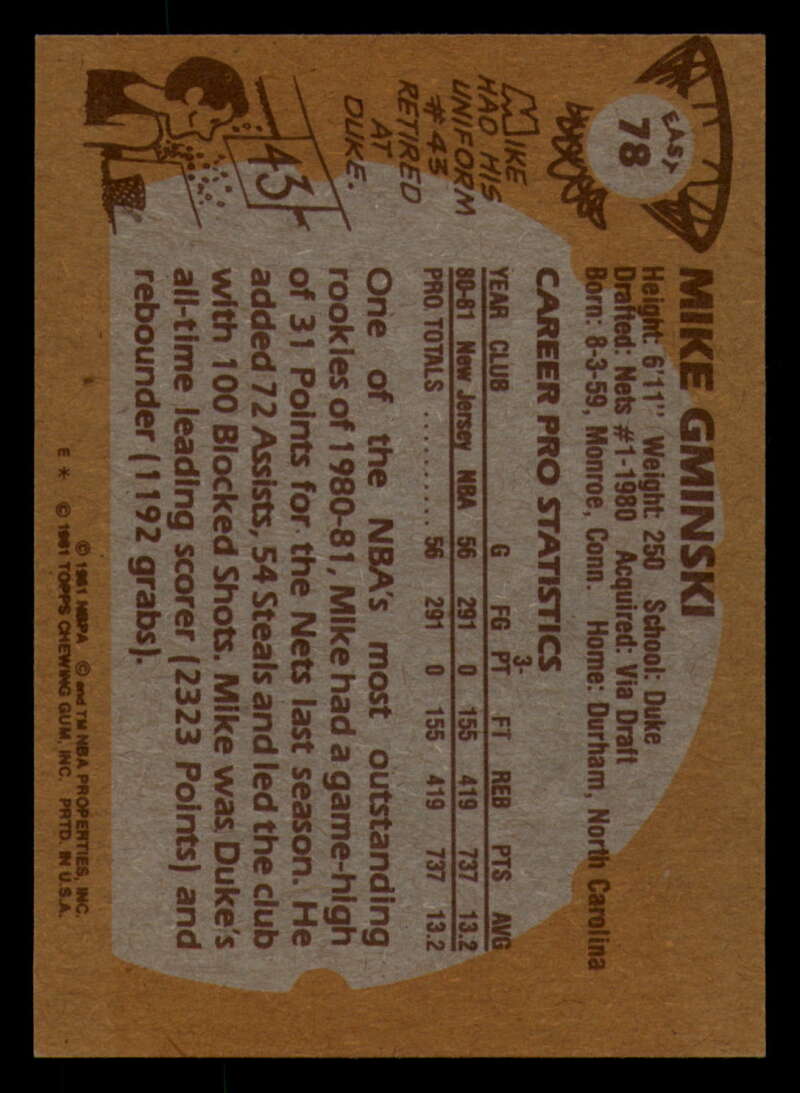 EAST
78
MIKE GMINSKI
Height: 6'11" Weight: 250 School: Duke
Drafted: Nets #1-1980 Acquired: Via Draft
Born: 8-3-59, Monroe, Conn. Home: Durham, North Carolina
CAREER PRO STATISTICS
3-
YEAR CLUB G FG PT FT REB PTS AVG
80-81 New Jersey NBA 56 291 0 155 419 737 13.2
PRO TOTALS .......... 56 291 0 155 419 737 13.2
MIKE
HAD HIS
UNIFORM
#43
RETIRED
AT
DUKE.
43
One of the NBA's most outstanding
rookies of 1980-81, Mike had a game-high
of 31 Points for the Nets last season. He
added 72 Assists, 54 Steals and led the club
with 100 Blocked Shots. Mike was Duke's
all-time leading scorer (2323 Points) and
rebounder (1192 grabs).
© 1981 NBPA © and TM NBA PROPERTIES, INC.
E * © 1981 TOPPS CHEWING GUM, INC. PRTD. IN U.S.A.